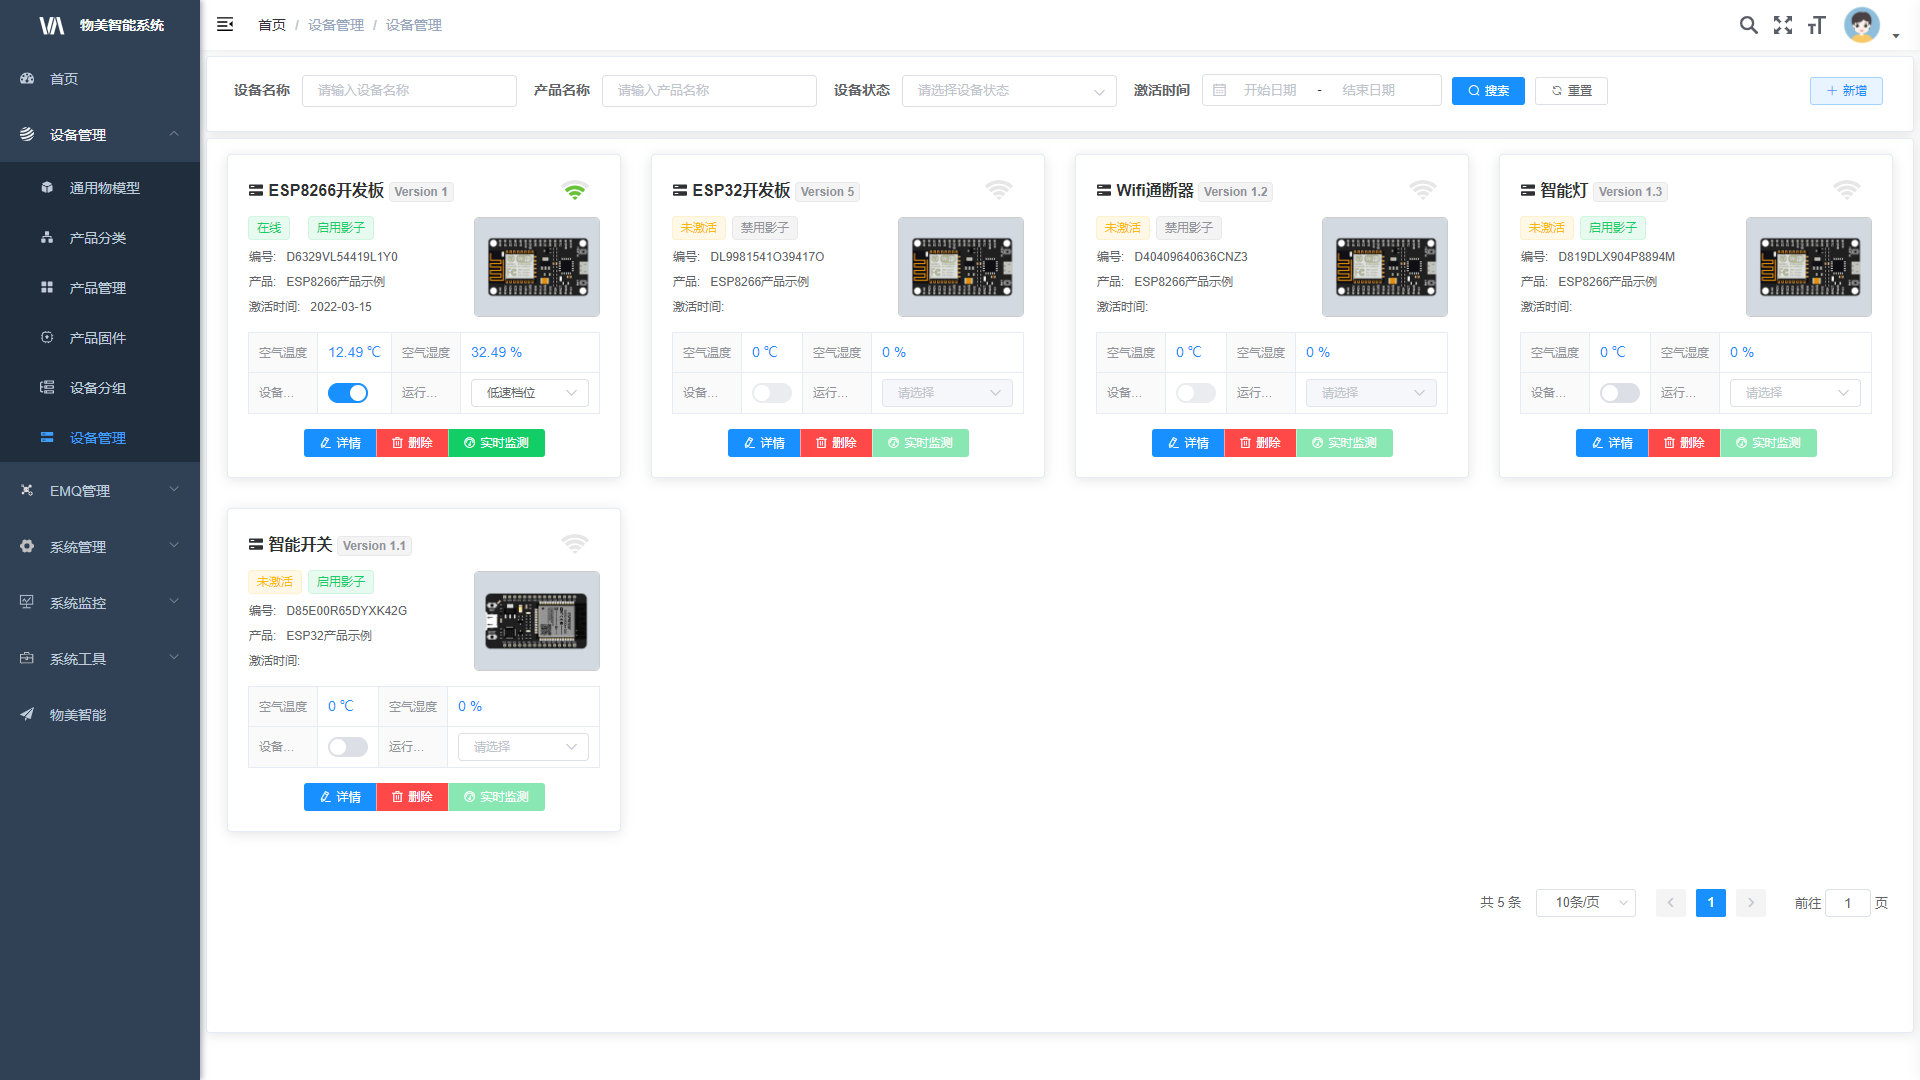 物美智能系统
首页 / 设备管理 / 设备管理
首页
设备管理
通用物模型
产品分类
产品管理
产品固件
设备分组
设备管理
EMQ管理
系统管理
系统监控
系统工具
物美智能
设备名称 请输入设备名称 产品名称 请输入产品名称 设备状态 请选择设备状态 激活时间 开始日期 - 结束日期 搜索 重置 新增
ESP8266开发板 Version 1
在线 启用影子
编号: D6329VL54419L1Y0
产品: ESP8266产品示例
激活时间: 2022-03-15
空气温度 12.49 ℃ 空气湿度 32.49 %
设备... 运行... 低速档位
详情 删除 实时监测
ESP32开发板 Version 5
未激活 禁用影子
编号: DL9981541O39417O
产品: ESP8266产品示例
激活时间:
空气温度 0 ℃ 空气湿度 0 %
设备... 运行... 请选择
详情 删除 实时监测
Wifi通断器 Version 1.2
未激活 禁用影子
编号: D40409640636CNZ3
产品: ESP8266产品示例
激活时间:
空气温度 0 ℃ 空气湿度 0 %
设备... 运行... 请选择
详情 删除 实时监测
智能灯 Version 1.3
未激活 启用影子
编号: D819DLX904P8894M
产品: ESP8266产品示例
激活时间:
空气温度 0 ℃ 空气湿度 0 %
设备... 运行... 请选择
详情 删除 实时监测
智能开关 Version 1.1
未激活 启用影子
编号: D85E00R65DYXK42G
产品: ESP32产品示例
激活时间:
空气温度 0 ℃ 空气湿度 0 %
设备... 运行... 请选择
详情 删除 实时监测
共 5 条 10条/页 1 前往 1 页